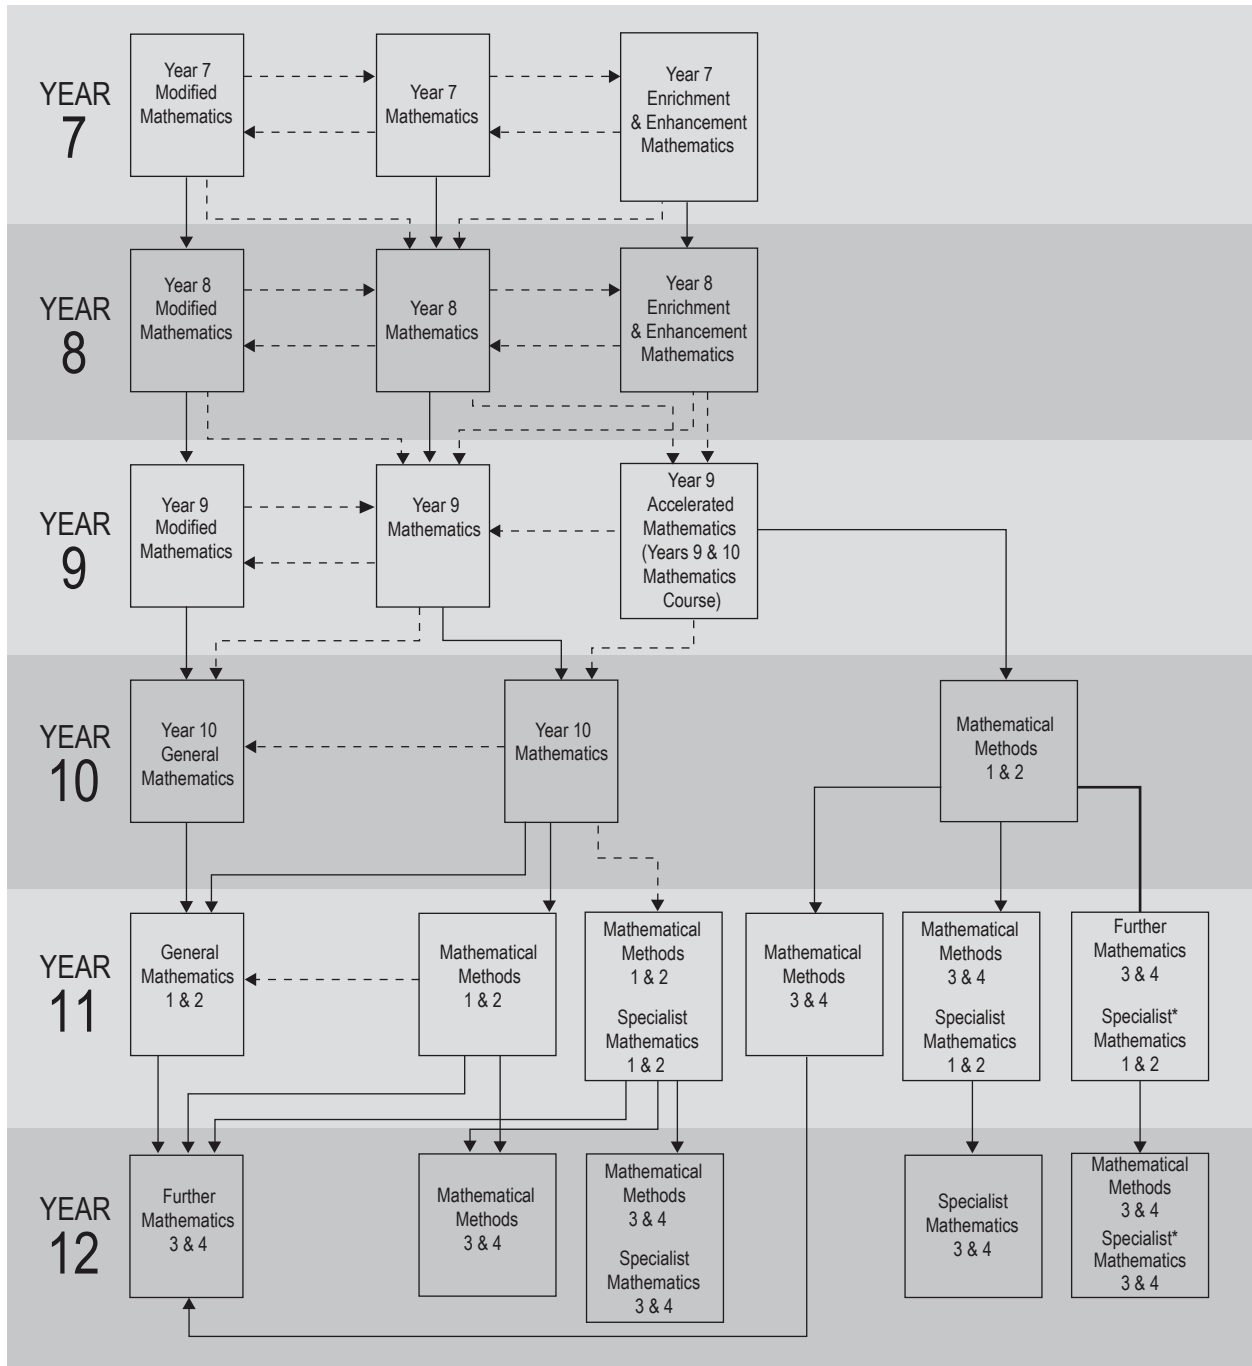 YEAR
7
Year 7
Modified
Mathematics
Year 7
Mathematics
Year 7
Enrichment
& Enhancement
Mathematics
YEAR
8
Year 8
Modified
Mathematics
Year 8
Mathematics
Year 8
Enrichment
& Enhancement
Mathematics
YEAR
9
Year 9
Modified
Mathematics
Year 9
Mathematics
Year 9
Accelerated
Mathematics
(Years 9 & 10
Mathematics
Course)
YEAR
10
Year 10
General
Mathematics
Year 10
Mathematics
Mathematical
Methods
1 & 2
YEAR
11
General
Mathematics
1 & 2
Mathematical
Methods
1 & 2
Mathematical
Methods
1 & 2
Specialist
Mathematics
1 & 2
Mathematical
Methods
3 & 4
Mathematical
Methods
3 & 4
Specialist
Mathematics
1 & 2
Further
Mathematics
3 & 4
Specialist*
Mathematics
1 & 2
YEAR
12
Further
Mathematics
3 & 4
Mathematical
Methods
3 & 4
Mathematical
Methods
3 & 4
Specialist
Mathematics
3 & 4
Specialist
Mathematics
3 & 4
Mathematical
Methods
3 & 4
Specialist*
Mathematics
3 & 4